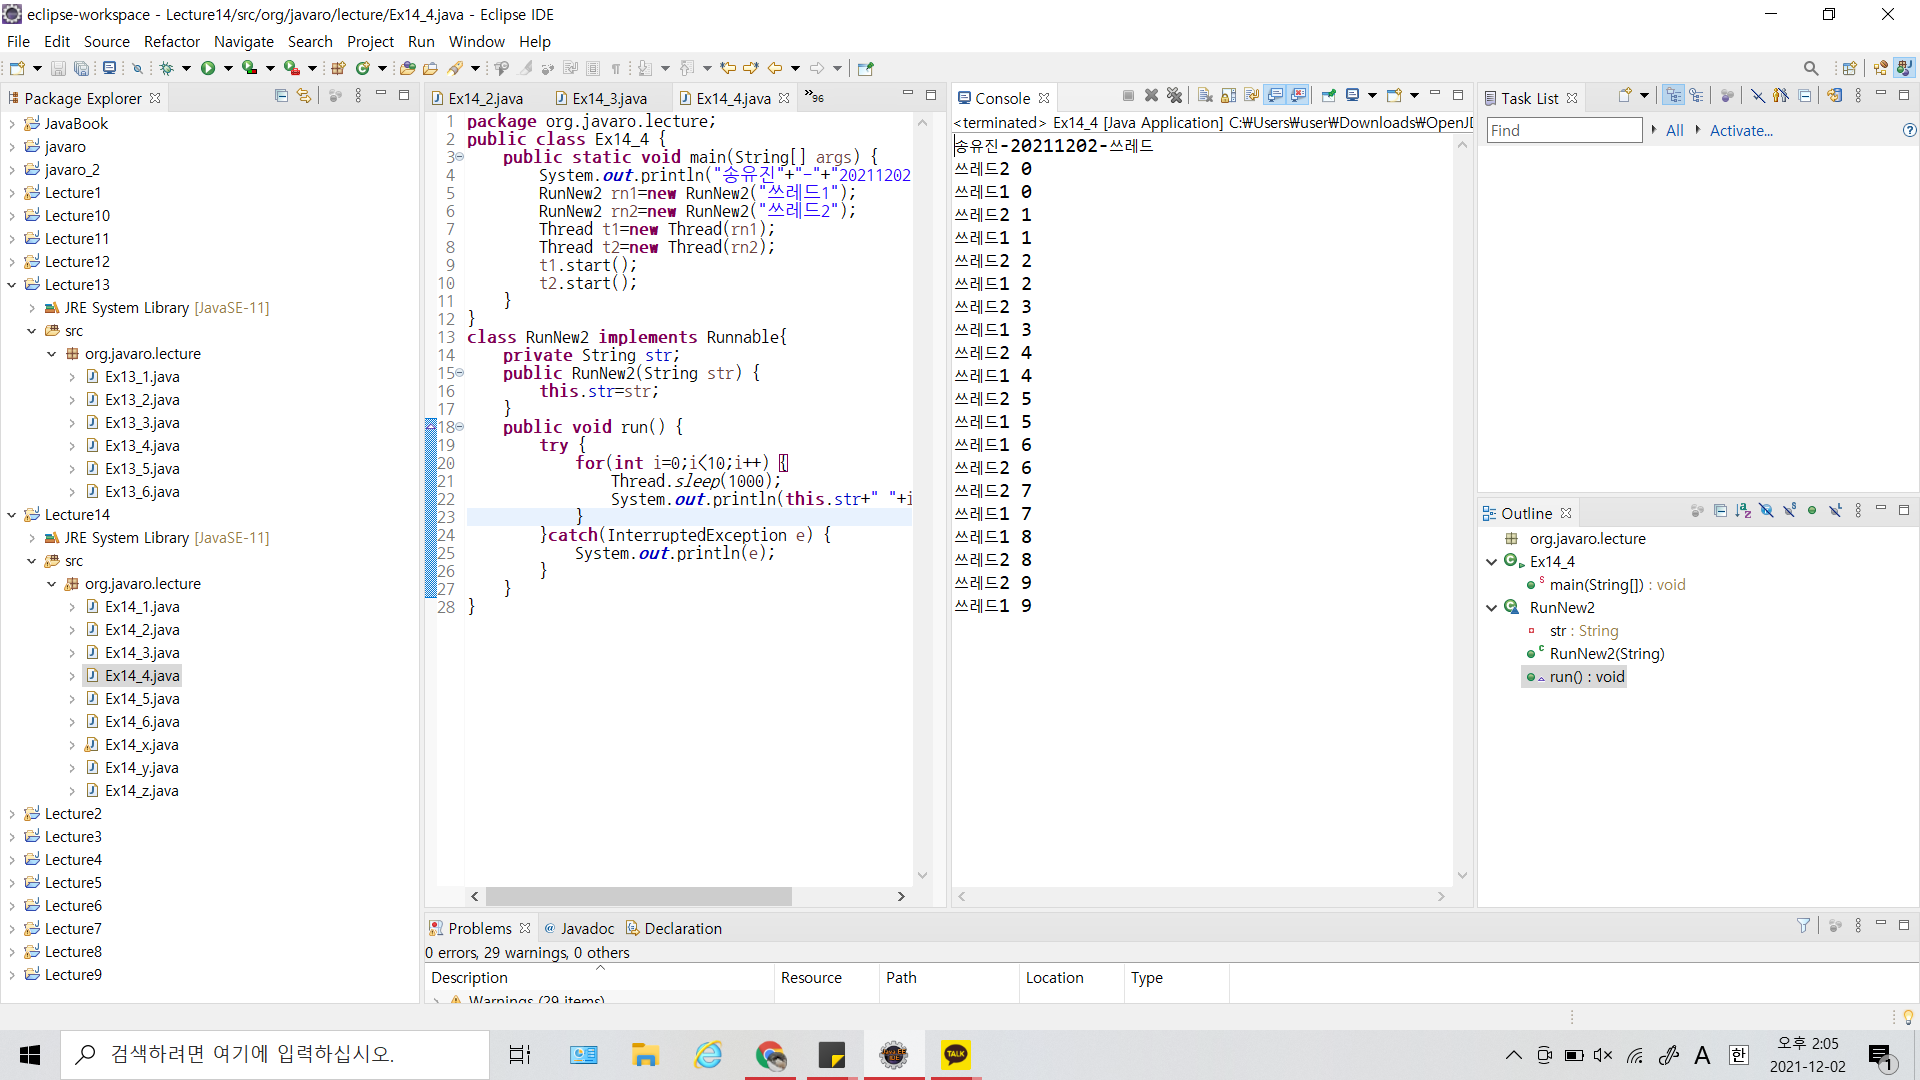 eclipse-workspace - Lecture14/src/org/javaro/lecture/Ex14_4.java - Eclipse IDE
File Edit Source Refactor Navigate Search Project Run Window Help
Package Explorer
JavaBook
javaro
javaro_2
Lecture1
Lecture10
Lecture11
Lecture12
Lecture13
JRE System Library [JavaSE-11]
src
org.javaro.lecture
Ex13_1.java
Ex13_2.java
Ex13_3.java
Ex13_4.java
Ex13_5.java
Ex13_6.java
Lecture14
JRE System Library [JavaSE-11]
src
org.javaro.lecture
Ex14_1.java
Ex14_2.java
Ex14_3.java
Ex14_4.java
Ex14_5.java
Ex14_6.java
Ex14_x.java
Ex14_y.java
Ex14_z.java
Lecture2
Lecture3
Lecture4
Lecture5
Lecture6
Lecture7
Lecture8
Lecture9
Ex14_2.java Ex14_3.java Ex14_4.java »96
1 package org.javaro.lecture;
2 public class Ex14_4 {
3 public static void main(String[] args) {
4 System.out.println("송유진"+"-"+"20211202
5 RunNew2 rn1=new RunNew2("쓰레드1");
6 RunNew2 rn2=new RunNew2("쓰레드2");
7 Thread t1=new Thread(rn1);
8 Thread t2=new Thread(rn2);
9 t1.start();
10 t2.start();
11 }
12 }
13 class RunNew2 implements Runnable{
14 private String str;
15 public RunNew2(String str) {
16 this.str=str;
17 }
18 public void run() {
19 try {
20 for(int i=0;i<10;i++) {
21 Thread.sleep(1000);
22 System.out.println(this.str+" "+i
23 }
24 }catch(InterruptedException e) {
25 System.out.println(e);
26 }
27 }
28 }
Console
<terminated> Ex14_4 [Java Application] C:₩Users₩user₩Downloads₩OpenJD
송유진-20211202-쓰레드
쓰레드2 0
쓰레드1 0
쓰레드2 1
쓰레드1 1
쓰레드2 2
쓰레드1 2
쓰레드2 3
쓰레드1 3
쓰레드2 4
쓰레드1 4
쓰레드2 5
쓰레드1 5
쓰레드1 6
쓰레드2 6
쓰레드2 7
쓰레드1 7
쓰레드1 8
쓰레드2 8
쓰레드2 9
쓰레드1 9
Task List
Find All Activate...
Outline
org.javaro.lecture
Ex14_4
main(String[]) : void
RunNew2
str : String
RunNew2(String)
run() : void
Problems Javadoc Declaration
0 errors, 29 warnings, 0 others
Description Resource Path Location Type
Warnings (29 items)
검색하려면 여기에 입력하십시오.
TALK
A 한
오후 2:05
2021-12-02
1